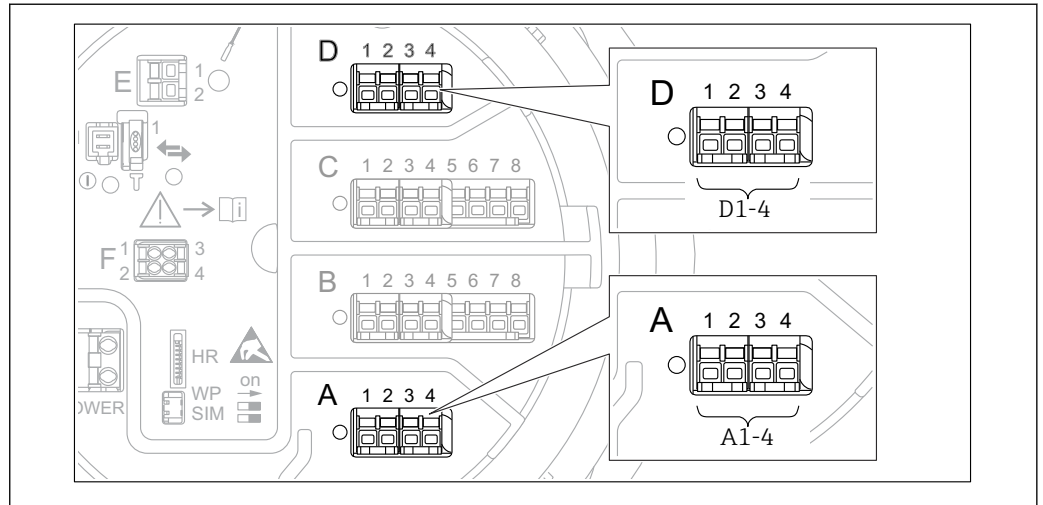 D 1 2 3 4
E 1
2
1
C 1 2 3 4 5 6 7 8
i
F 1 3
2 4
B 1 2 3 4 5 6 7 8
HR
WP on
SIM
OWER
A 1 2 3 4
D 1 2 3 4
D1-4
A 1 2 3 4
A1-4